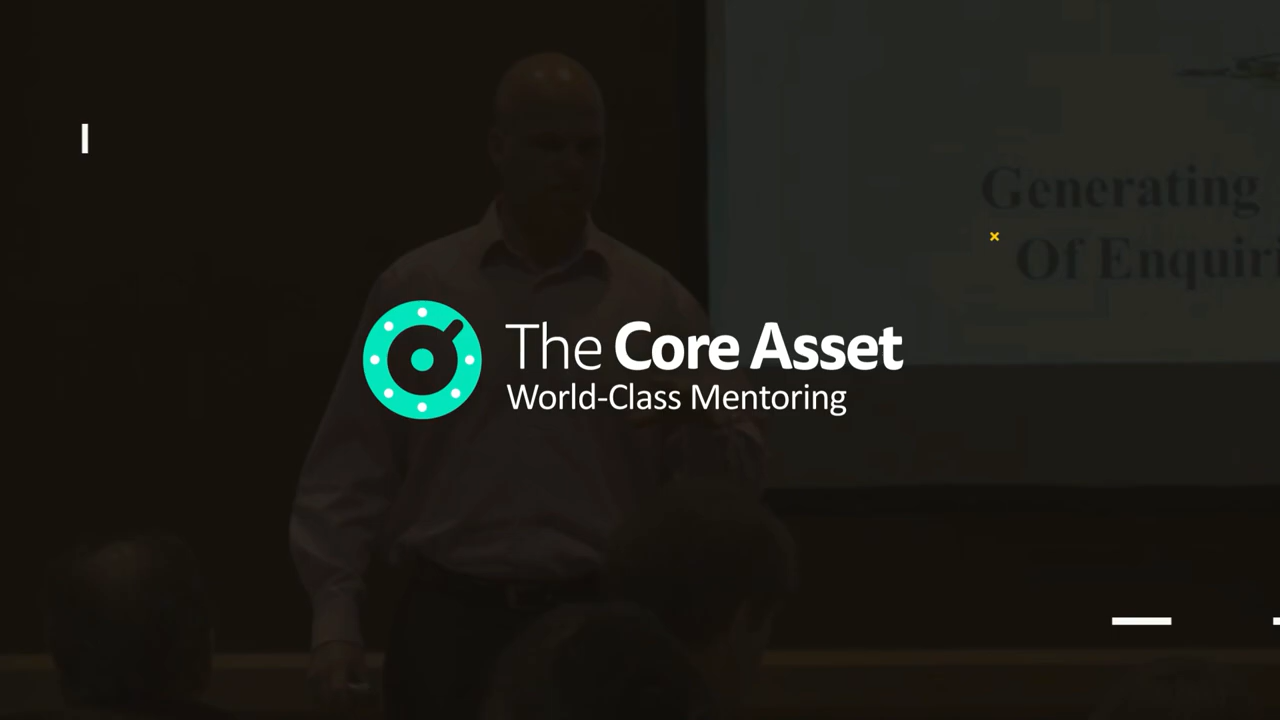 Generating
Of Enquir
The Core Asset
World-Class Mentoring